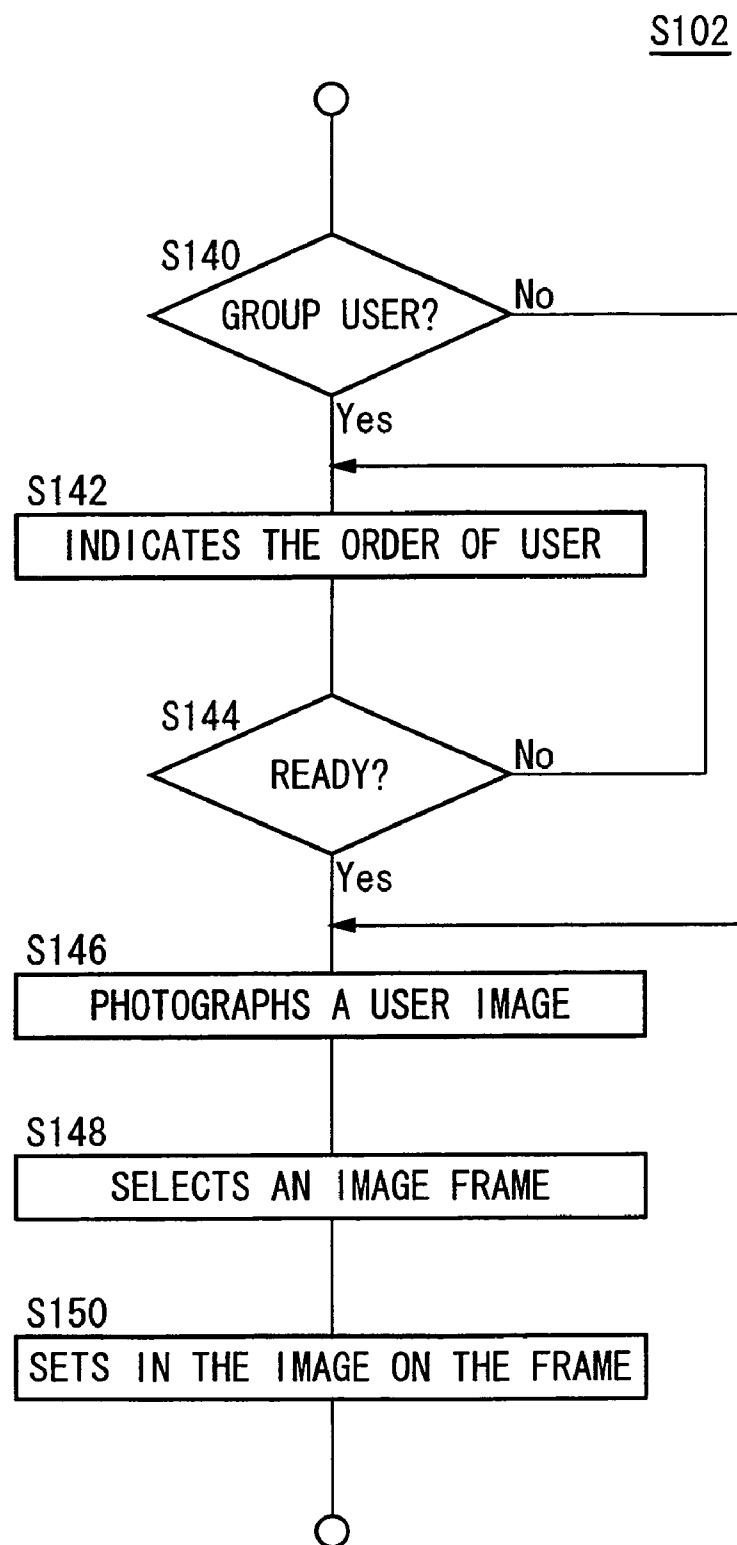 S102
S140
GROUP USER?
No
Yes
S142
INDICATES THE ORDER OF USER
S144
READY?
No
Yes
S146
PHOTOGRAPHS A USER IMAGE
S148
SELECTS AN IMAGE FRAME
S150
SETS IN THE IMAGE ON THE FRAME